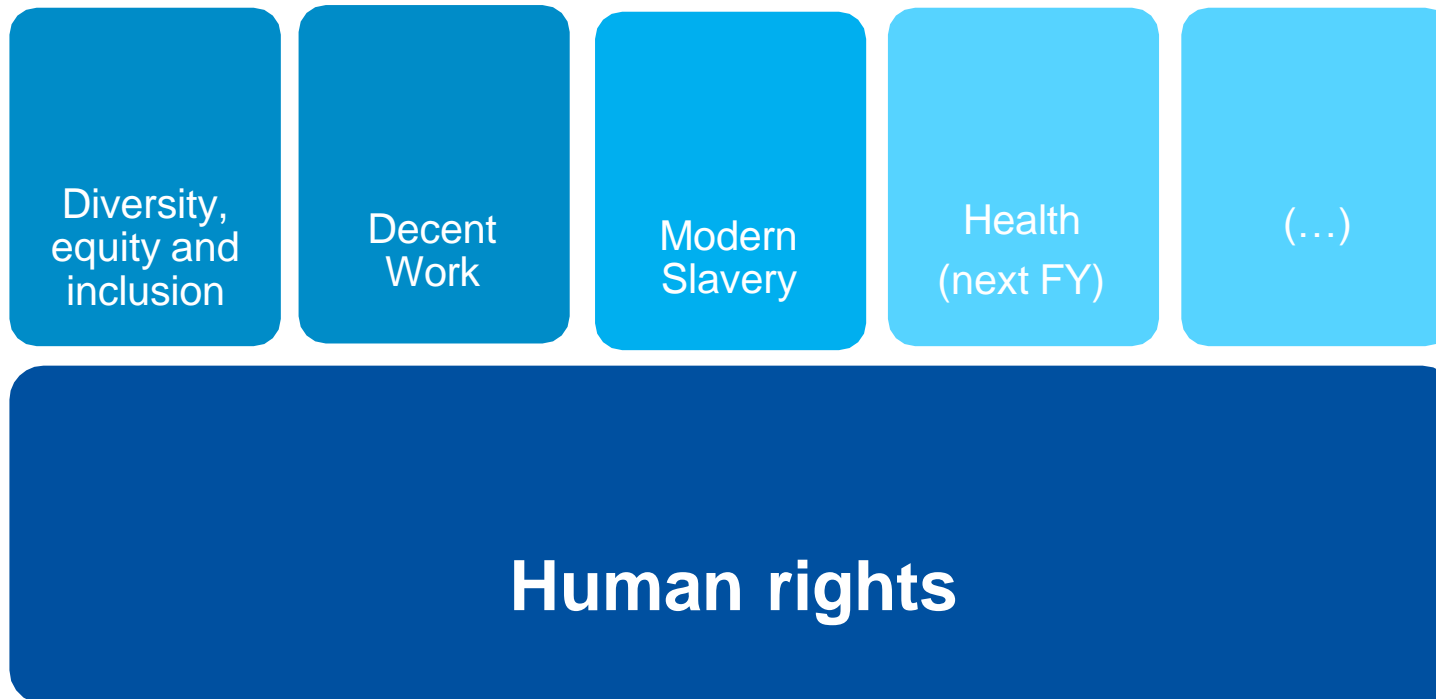 Diversity,
equity and
inclusion
Decent
Work
Modern
Slavery
Health
(next FY)
(…)
Human rights